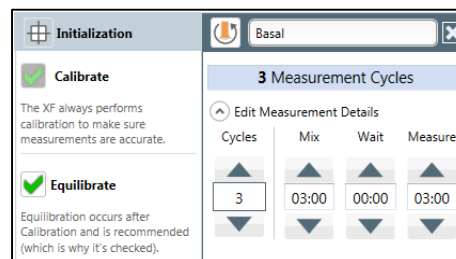 Initialization
Calibrate
The XF always performs
calibration to make sure
measurements are accurate.
Equilibrate
Equilibration occurs after
Calibration and is recommended
(which is why it's checked).
Basal
3 Measurement Cycles
Edit Measurement Details
Cycles Mix Wait Measure
3 03:00 00:00 03:00